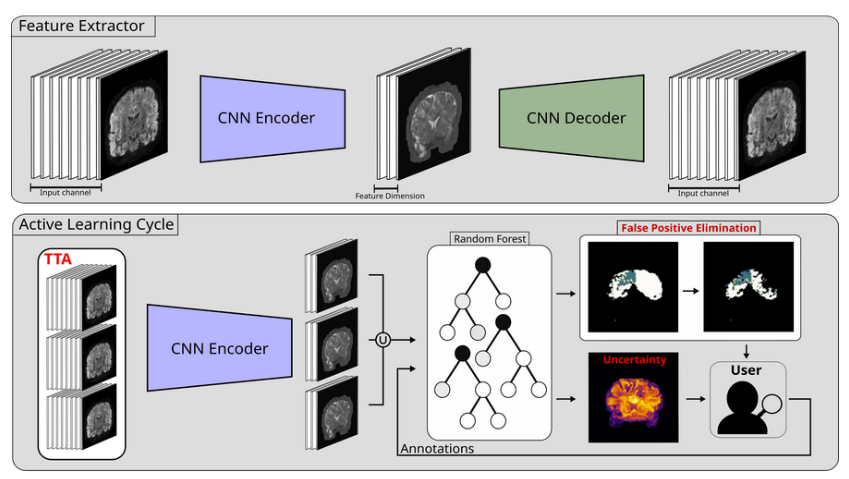 Feature Extractor
CNN Encoder
CNN Decoder
Input channel
Feature Dimension
Input channel
Active Learning Cycle
TTA
CNN Encoder
U
Random Forest
False Positive Elimination
Uncertainty
User
Annotations